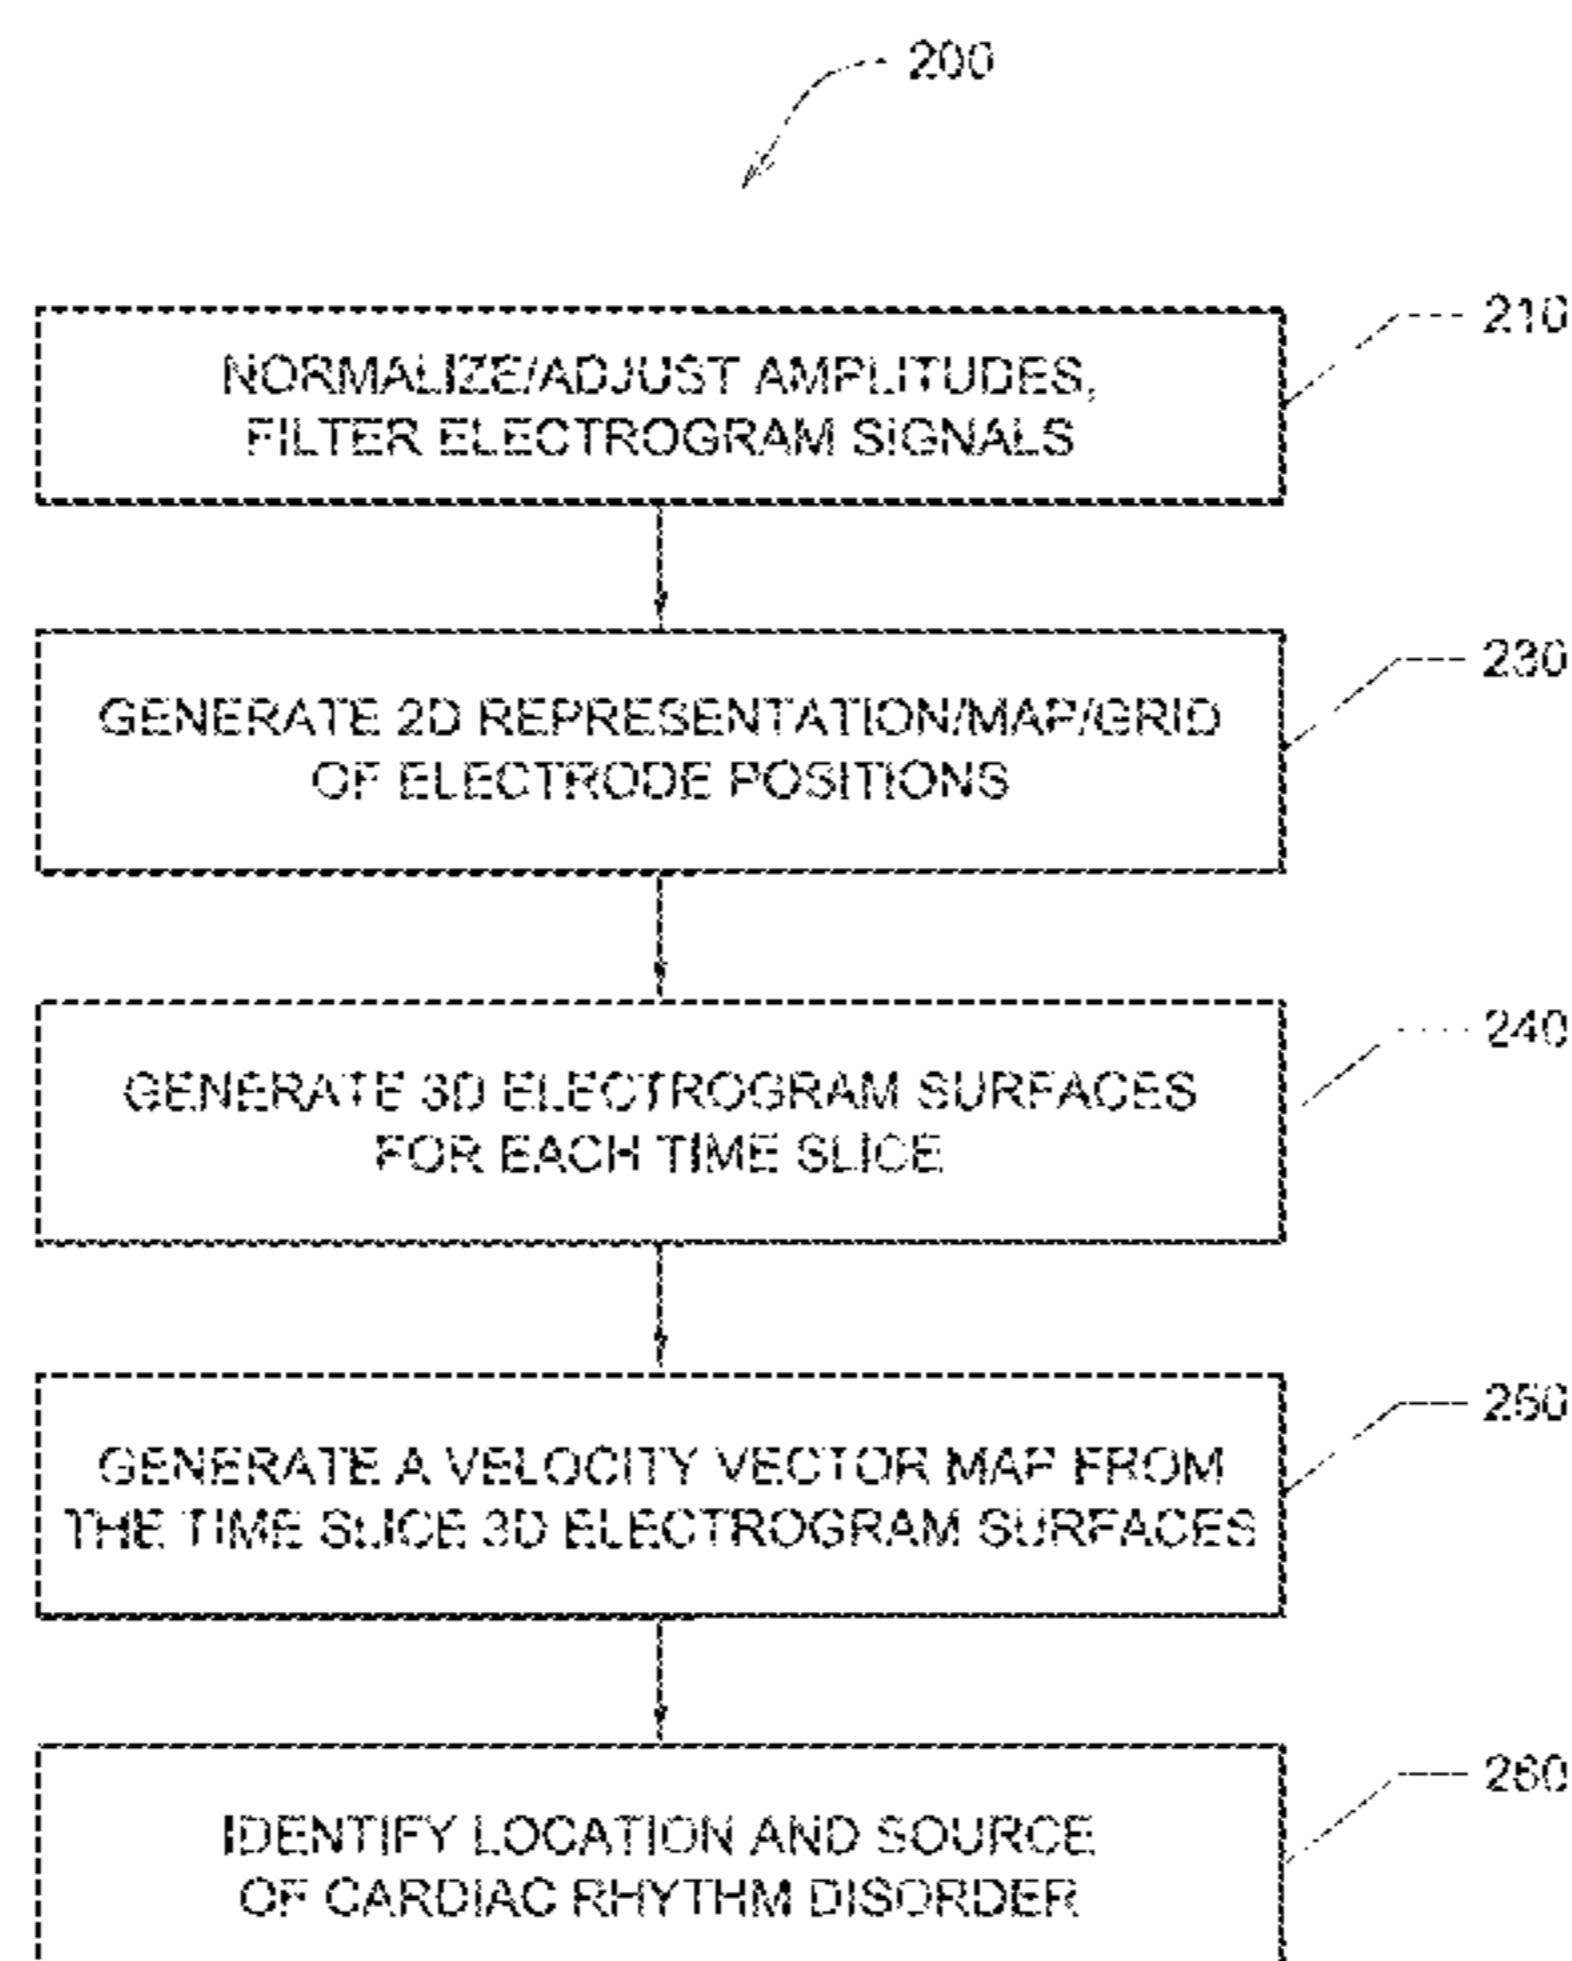 200
210
NORMALIZE/ADJUST AMPLITUDES,
FILTER ELECTROGRAM SIGNALS
230
GENERATE 2D REPRESENTATION/MAP/GRID
OF ELECTRODE POSITIONS
240
GENERATE 3D ELECTROGRAM SURFACES
FOR EACH TIME SLICE
250
GENERATE A VELOCITY VECTOR MAP FROM
THE TIME SLICE 3D ELECTROGRAM SURFACES
260
IDENTIFY LOCATION AND SOURCE
OF CARDIAC RHYTHM DISORDER